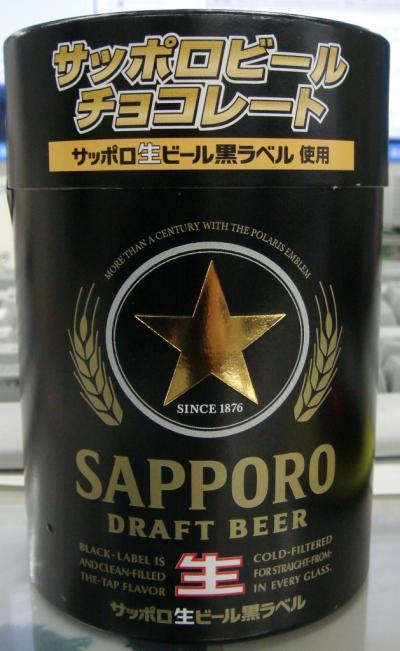 サッポロビール
チョコレート
サッポロ生ビール黒ラベル 使用
MORE THAN A CENTURY WITH THE POLARIS EMBLEM
SINCE 1876
SAPPORO
DRAFT BEER
BLACK-LABEL IS
AND CLEAN-FILLED
THE-TAP FLAVOR
生
COLD-FILTERED
FOR STRAIGHT-FROM-
IN EVERY GLASS.
サッポロ生ビール黒ラベル